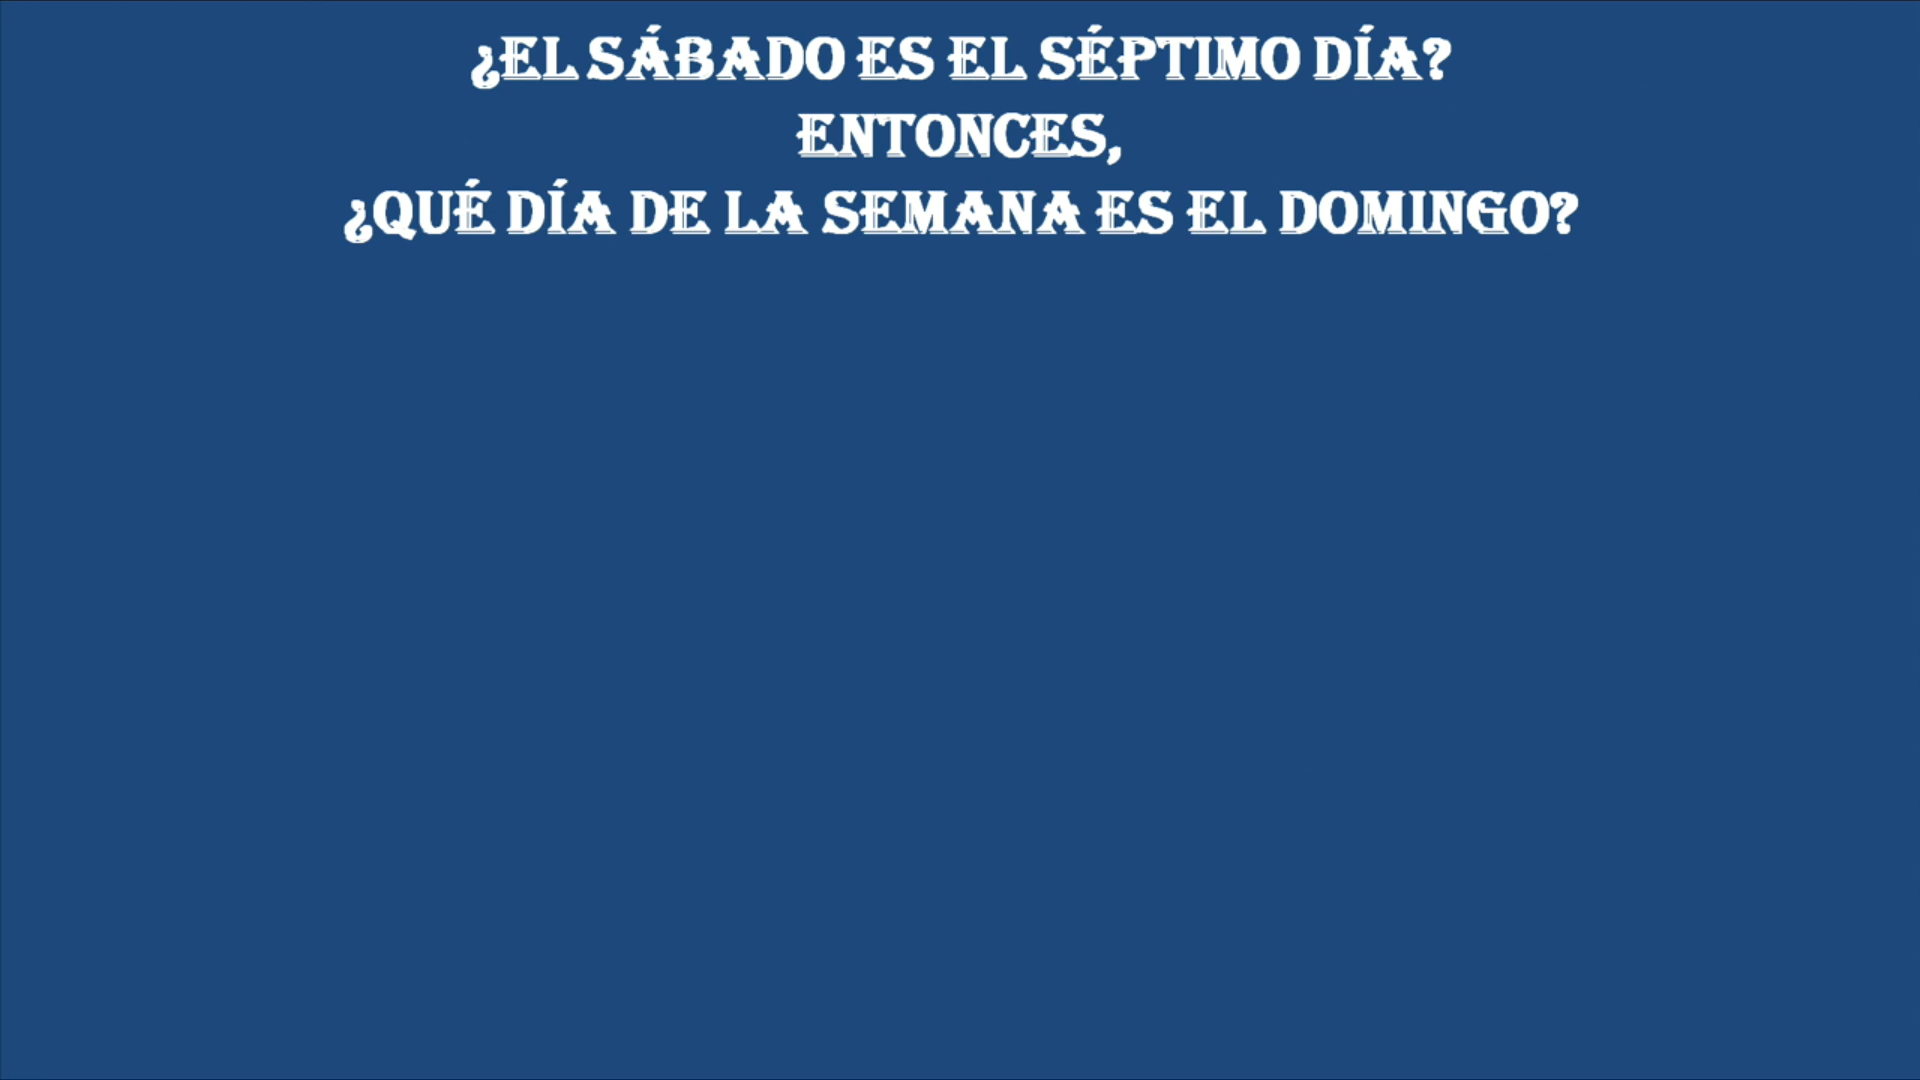 ¿EL SÁBADO ES EL SÉPTIMO DÍA?
ENTONCES,
¿QUÉ DÍA DE LA SEMANA ES EL DOMINGO?